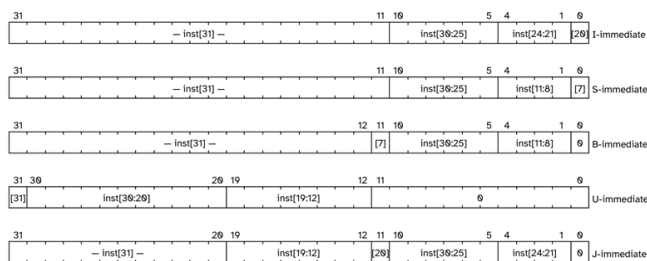 31 11 10 5 4 1 0
— inst[31] — inst[30:25] inst[24:21] [20] I-immediate
31 11 10 5 4 1 0
— inst[31] — inst[30:25] inst[11:8] [7] S-immediate
31 12 11 10 5 4 1 0
— inst[31] — [7] inst[30:25] inst[11:8] 0 B-immediate
31 30 20 19 12 11 0
[31] inst[30:20] inst[19:12] 0 U-immediate
31 20 19 12 11 10 5 4 1 0
— inst[31] — inst[19:12] [20] inst[30:25] inst[24:21] 0 J-immediate